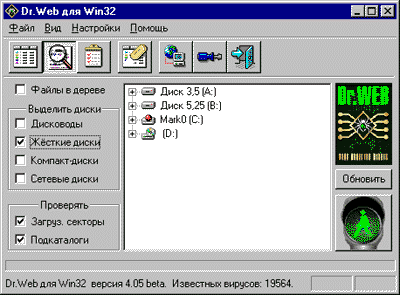 Dr.Web для Win32
Файл Вид Настройки Помощь
Файлы в дереве
Выделить диски
Дисководы
Жёсткие диски
Компакт-диски
Сетевые диски
Проверять
Загруз. секторы
Подкаталоги
Диск 3,5 (A:)
Диск 5,25 (B:)
Mark0 (C:)
(D:)
Dr.WEB
Обновить
Dr.Web для Win32 версия 4.05 beta. Известных вирусов: 19564.